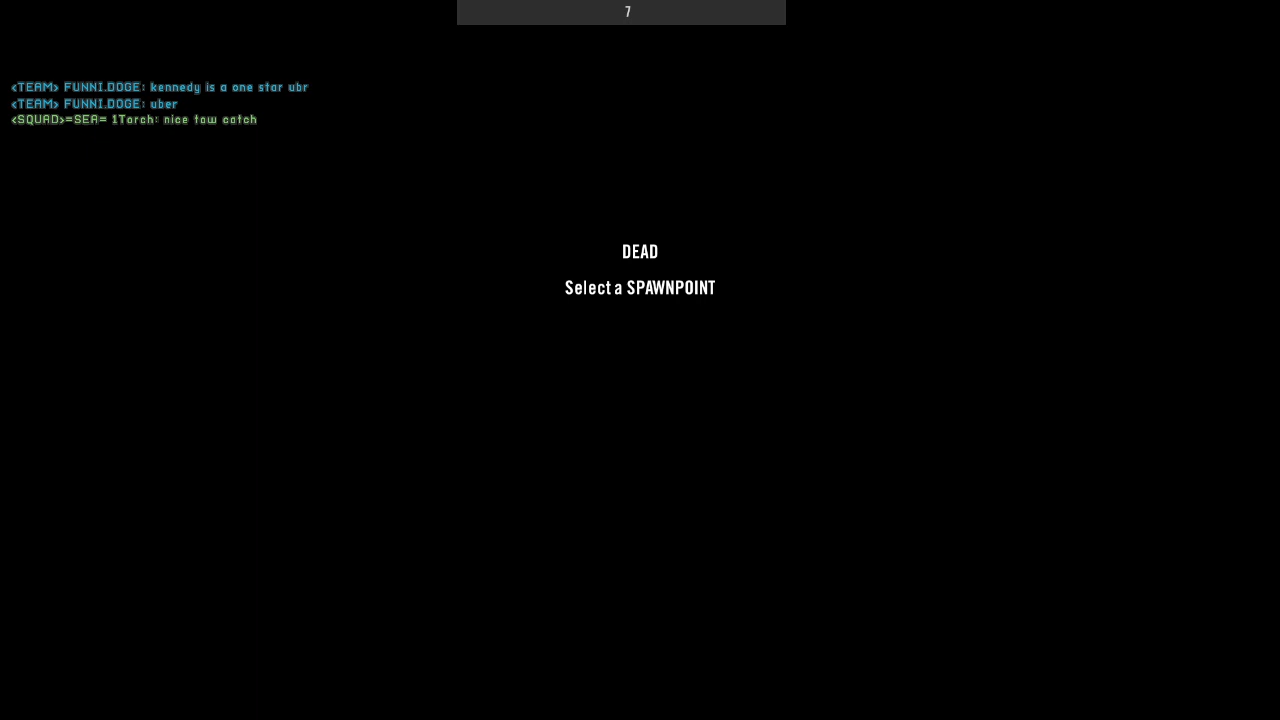 7
<TEAM> FUNNI.DOGE: kennedy is a one star ubr
<TEAM> FUNNI.DOGE: uber
<SQUAD>=SEA= 1Torch: nice tow catch
DEAD
Select a SPAWNPOINT